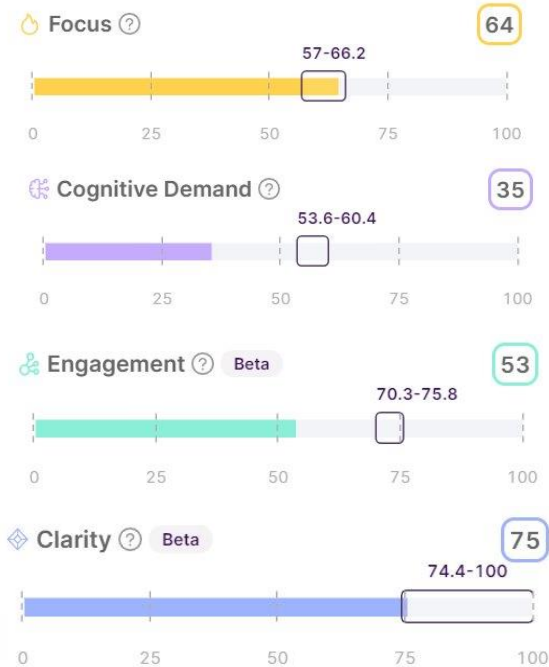 Focus ? 64
57-66.2
0 25 50 75 100
Cognitive Demand ? 35
53.6-60.4
0 25 50 75 100
Engagement ? Beta 53
70.3-75.8
0 25 50 75 100
Clarity ? Beta 75
74.4-100
0 25 50 75 100